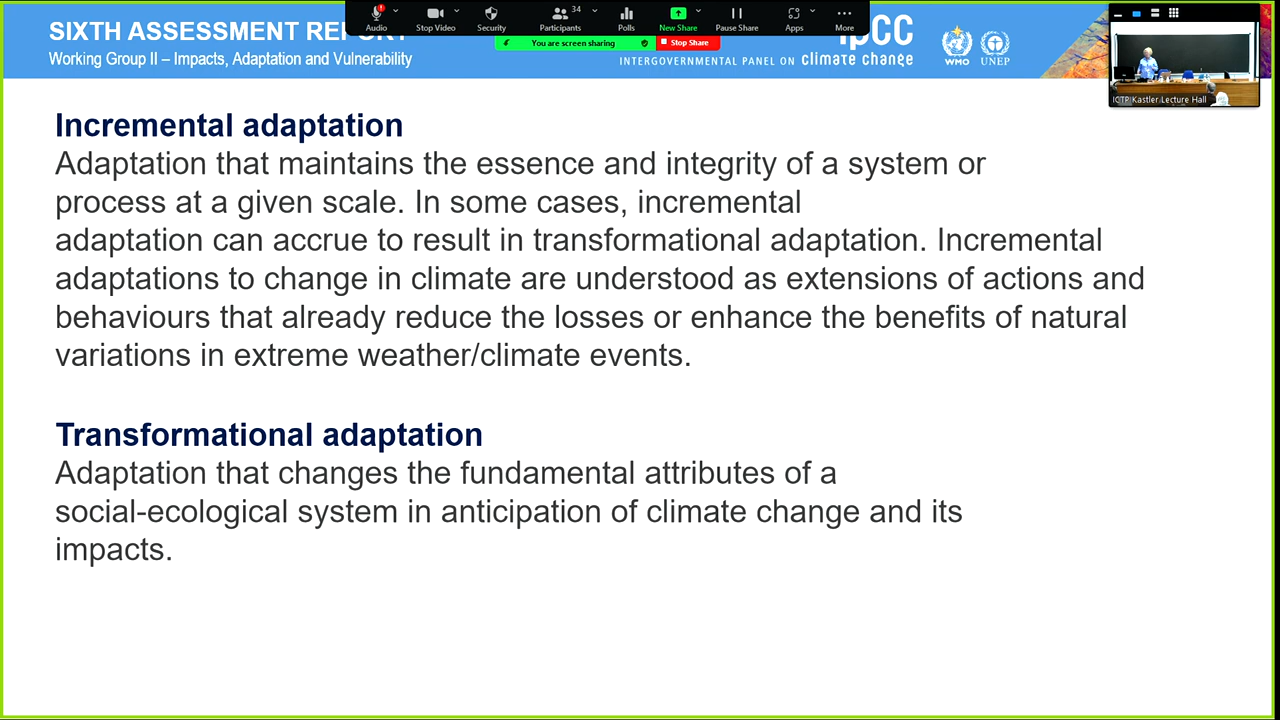 SIXTH ASSESSMENT REPORT
Working Group II – Impacts, Adaptation and Vulnerability
Audio
Stop Video
Security
Participants
34
Polls
New Share
Pause Share
Apps
More
You are screen sharing
Stop Share
ipcc
INTERGOVERNMENTAL PANEL ON climate change
WMO
UNEP
ICTP Kastler Lecture Hall
Incremental adaptation
Adaptation that maintains the essence and integrity of a system or
process at a given scale. In some cases, incremental
adaptation can accrue to result in transformational adaptation. Incremental
adaptations to change in climate are understood as extensions of actions and
behaviours that already reduce the losses or enhance the benefits of natural
variations in extreme weather/climate events.
Transformational adaptation
Adaptation that changes the fundamental attributes of a
social-ecological system in anticipation of climate change and its
impacts.